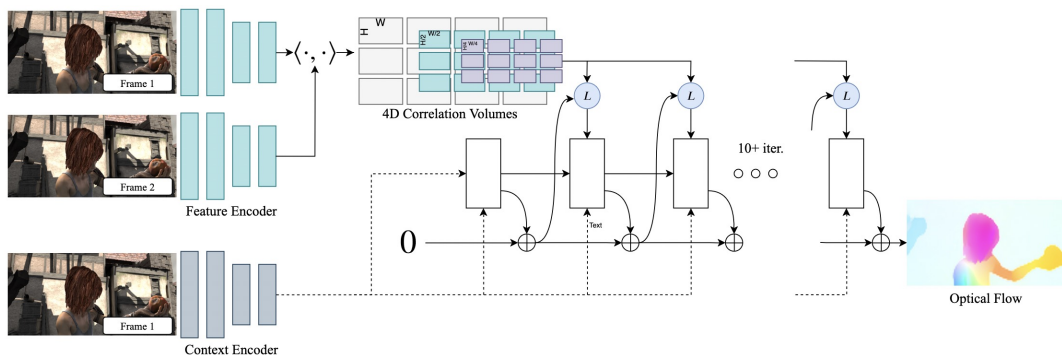 Frame 1
Frame 2
Feature Encoder
Frame 1
Context Encoder
⟨·, ·⟩
H W
H/2 W/2
H/4 W/4
4D Correlation Volumes
L
L
L
10+ iter.
Text
0
Optical Flow